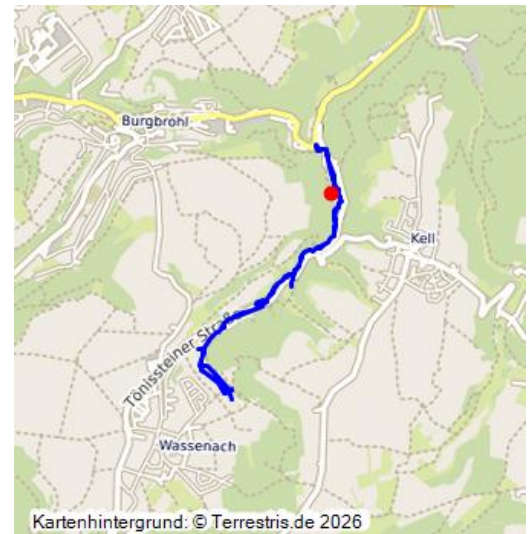 Burgbrohl
Kell
Tönissteiner Straße
Wassenach
Kartenhintergrund: © Terrestris.de 2026